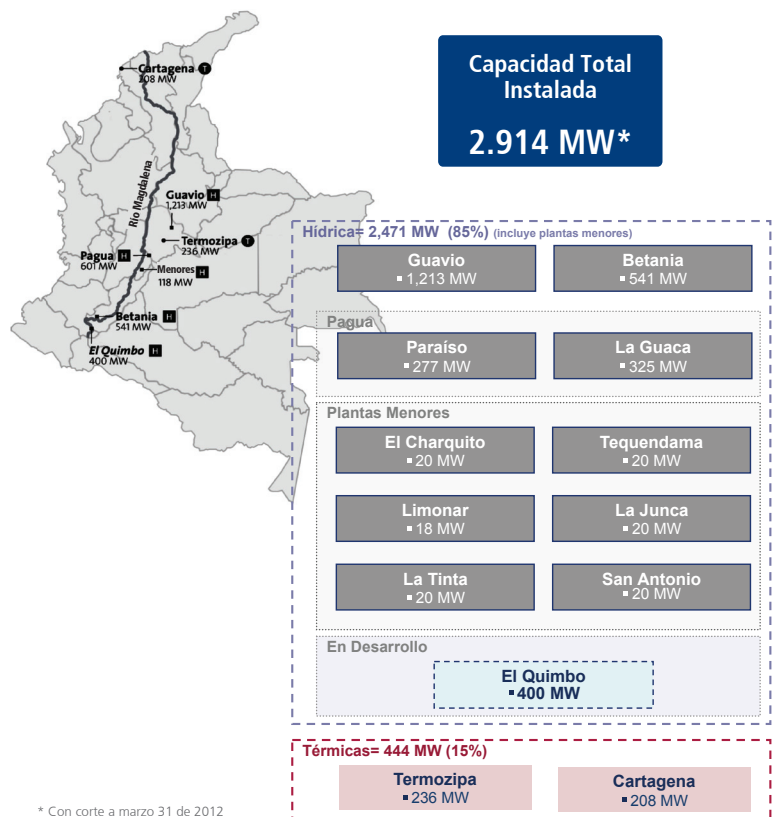 Cartagena T
208 MW
Río Magdalena
Guavio H
1,213 MW
Termozipa T
236 MW
Pagua H
601 MW
Menores H
118 MW
Betania H
541 MW
El Quimbo H
400 MW
Capacidad Total
Instalada
2.914 MW*
Hídrica= 2,471 MW (85%) (incluye plantas menores)
Guavio
▪ 1,213 MW
Betania
▪ 541 MW
Pagua
Paraíso
▪ 277 MW
La Guaca
▪ 325 MW
Plantas Menores
El Charquito
▪ 20 MW
Tequendama
▪ 20 MW
Limonar
▪ 18 MW
La Junca
▪ 20 MW
La Tinta
▪ 20 MW
San Antonio
▪ 20 MW
En Desarrollo
El Quimbo
▪ 400 MW
Térmicas= 444 MW (15%)
Termozipa
▪ 236 MW
Cartagena
▪ 208 MW
* Con corte a marzo 31 de 2012